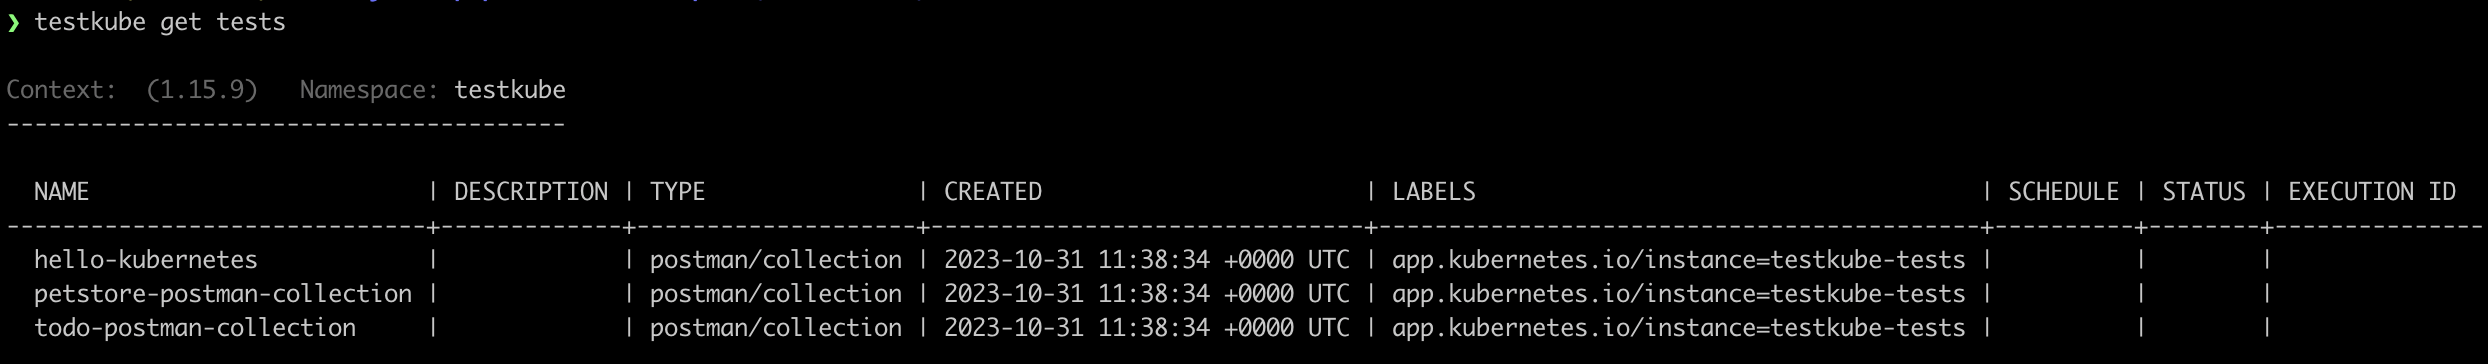 ❯ testkube get tests
Context:  (1.15.9)   Namespace: testkube
----------------------------------------
  NAME                        | DESCRIPTION | TYPE               | CREATED                       | LABELS                                    | SCHEDULE | STATUS | EXECUTION ID
------------------------------+-------------+--------------------+-------------------------------+-------------------------------------------+----------+--------+---------------
  hello-kubernetes            |             | postman/collection | 2023-10-31 11:38:34 +0000 UTC | app.kubernetes.io/instance=testkube-tests |          |        |
  petstore-postman-collection |             | postman/collection | 2023-10-31 11:38:34 +0000 UTC | app.kubernetes.io/instance=testkube-tests |          |        |
  todo-postman-collection     |             | postman/collection | 2023-10-31 11:38:34 +0000 UTC | app.kubernetes.io/instance=testkube-tests |          |        |